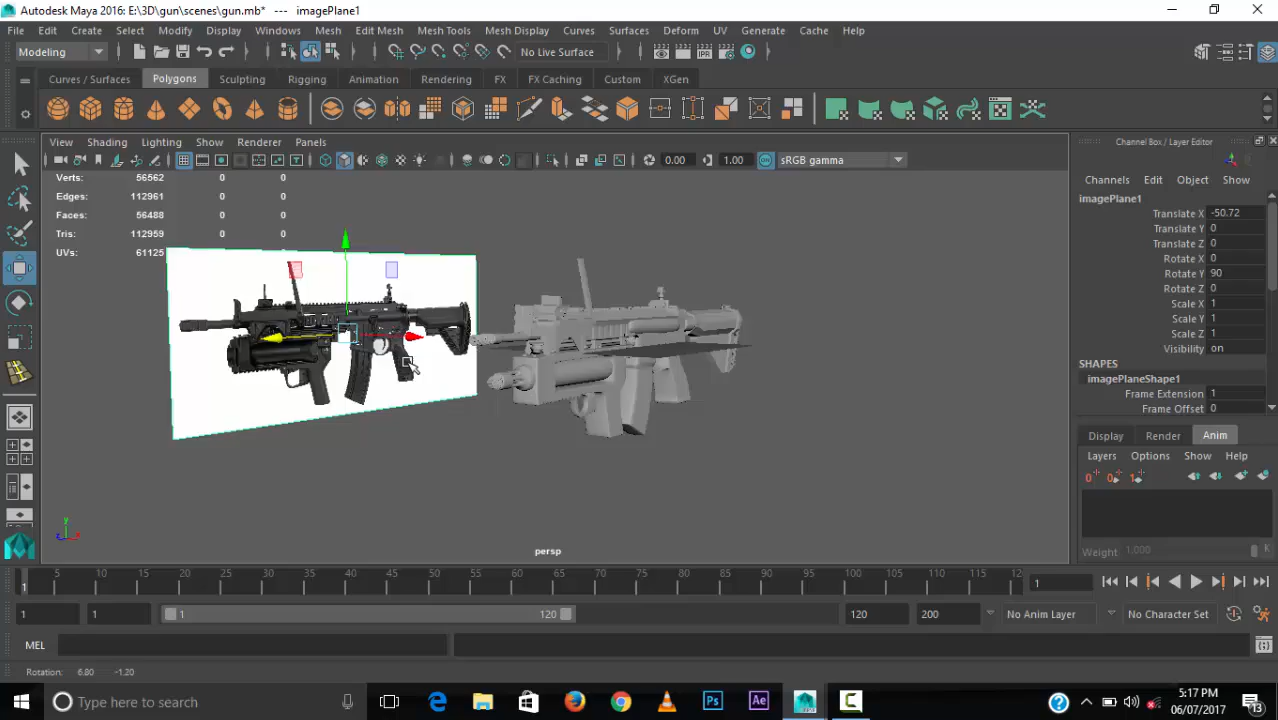 Autodesk Maya 2016: E:\3D\gun\scenes\gun.mb* --- imagePlane1
File Edit Create Select Modify Display Windows Mesh Edit Mesh Mesh Tools Mesh Display Curves Surfaces Deform UV Generate Cache Help
Modeling No Live Surface
Curves / Surfaces Polygons Sculpting Rigging Animation Rendering FX FX Caching Custom XGen
View Shading Lighting Show Renderer Panels
Channel Box / Layer Editor
0.00 1.00 ON sRGB gamma
Channels Edit Object Show
Verts: 56562 0 0
Edges: 112961 0 0
Faces: 56488 0 0
Tris: 112959 0 0
UVs: 61125 0 0
imagePlane1
Translate X -50.72
Translate Y 0
Translate Z 0
Rotate X 0
Rotate Y 90
Rotate Z 0
Scale X 1
Scale Y 1
Scale Z 1
Visibility on
SHAPES
imagePlaneShape1
Frame Extension 1
Frame Offset 0
Display Render Anim
Layers Options Show Help
y
persp
Weight 1.000
5 10 15 20 25 30 35 40 45 50 55 60 65 70 75 80 85 90 95 100 105 110 115 12
1 1
1 1 1 120 120 200 No Anim Layer No Character Set
MEL
Rotation: 6.80 -1.20
Type here to search
Ps Ae
5:17 PM
06/07/2017
13